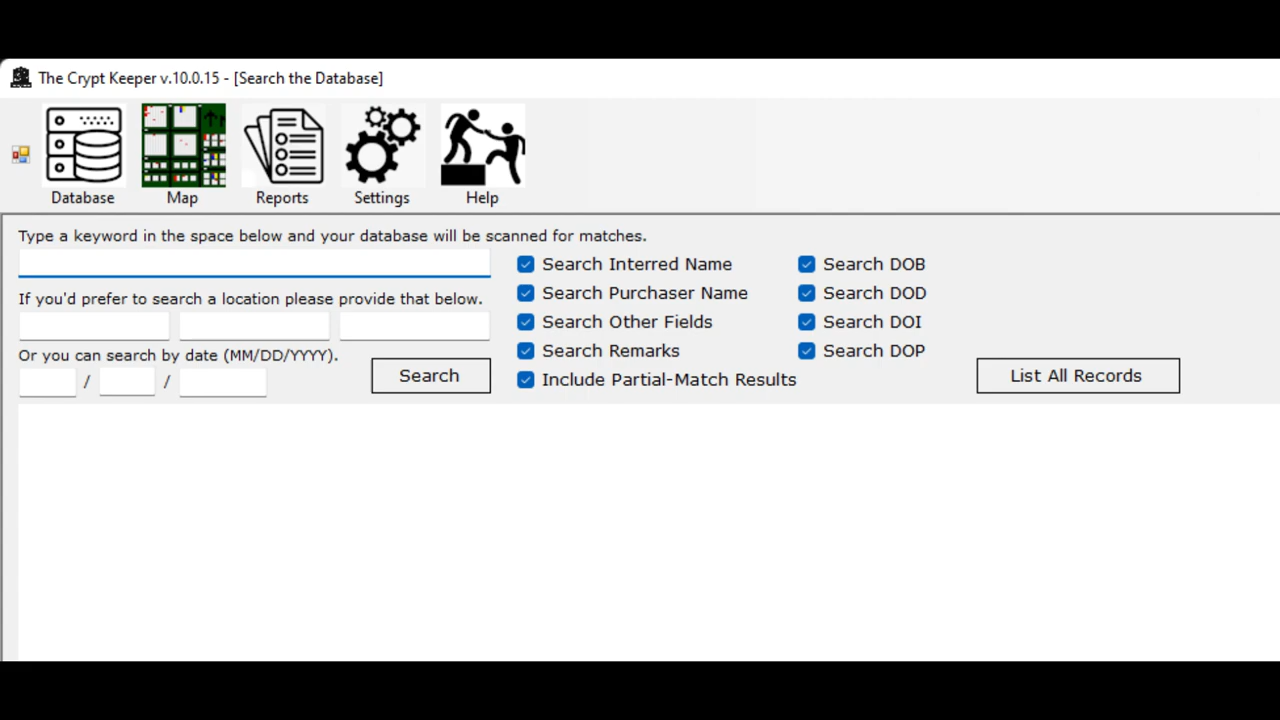 The Crypt Keeper v.10.0.15 - [Search the Database]
Database Map Reports Settings Help
Type a keyword in the space below and your database will be scanned for matches.
If you'd prefer to search a location please provide that below.
Or you can search by date (MM/DD/YYYY).
/ /
Search
Search Interred Name
Search Purchaser Name
Search Other Fields
Search Remarks
Include Partial-Match Results
Search DOB
Search DOD
Search DOI
Search DOP
List All Records